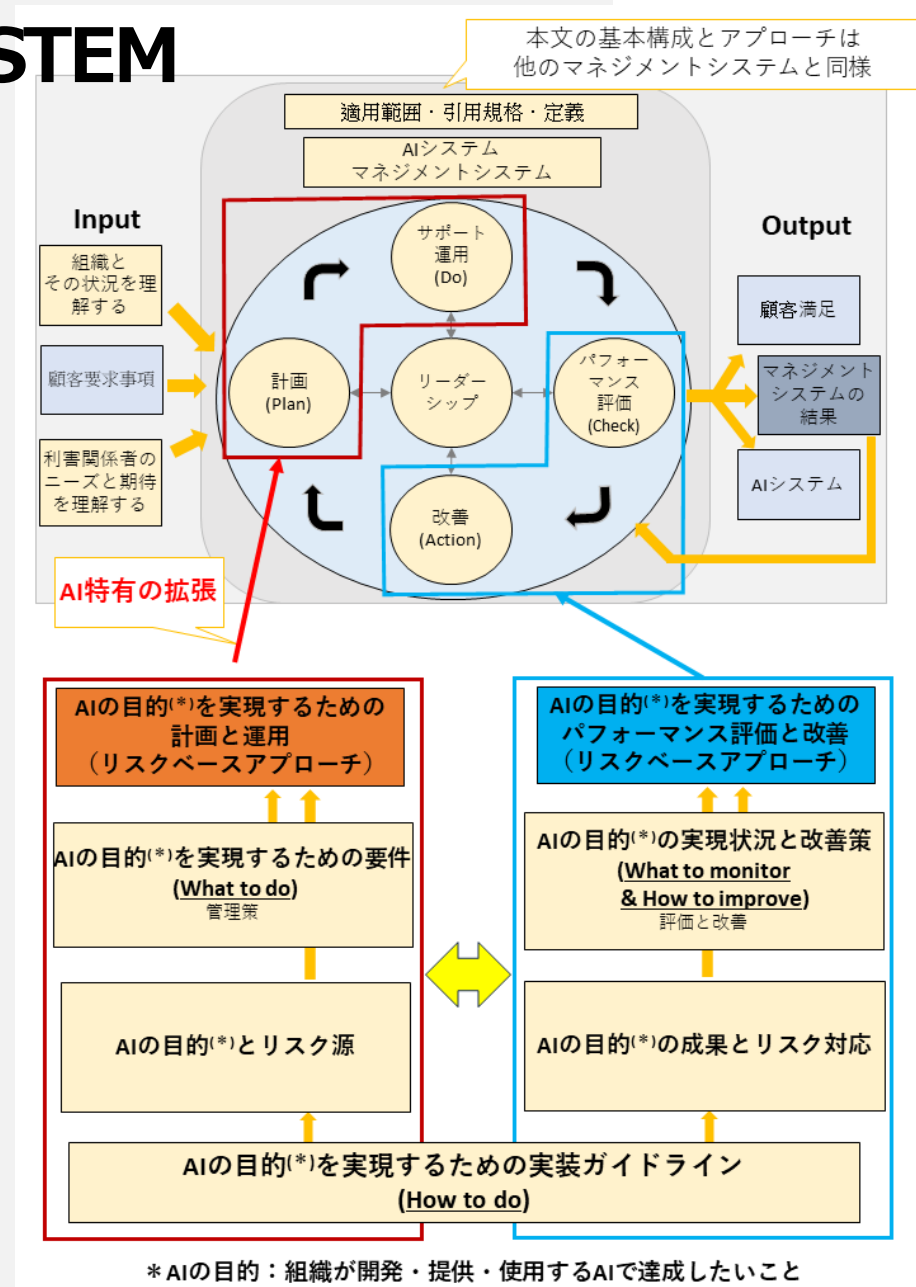 STEM
本文の基本構成とアプローチは
他のマネジメントシステムと同様
適用範囲・引用規格・定義
AIシステム
マネジメントシステム
Input
Output
組織と
その状況を理
解する
顧客要求事項
利害関係者の
ニーズと期待
を理解する
サポート
運用
(Do)
計画
(Plan)
リーダー
シップ
パフォー
マンス
評価
(Check)
改善
(Action)
顧客満足
マネジメント
システムの
結果
AIシステム
AI特有の拡張
AIの目的(*)を実現するための
計画と運用
（リスクベースアプローチ）
AIの目的(*)を実現するための要件
(What to do)
管理策
AIの目的(*)とリスク源
AIの目的(*)を実現するための
パフォーマンス評価と改善
（リスクベースアプローチ）
AIの目的(*)の実現状況と改善策
(What to monitor
& How to improve)
評価と改善
AIの目的(*)の成果とリスク対応
AIの目的(*)を実現するための実装ガイドライン
(How to do)
＊AIの目的：組織が開発・提供・使用するAIで達成したいこと